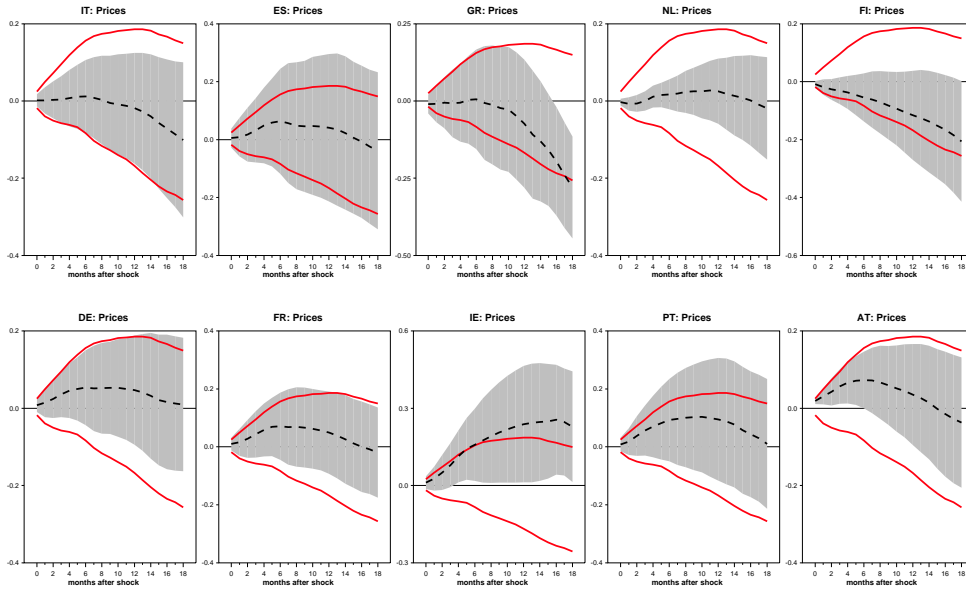 IT: Prices
ES: Prices
GR: Prices
NL: Prices
FI: Prices
0.2
0.0
-0.2
-0.4
0 2 4 6 8 10 12 14 16 18
months after shock
0.4
0.2
0.0
-0.2
-0.4
0 2 4 6 8 10 12 14 16 18
months after shock
0.25
0.00
-0.25
-0.50
0 2 4 6 8 10 12 14 16 18
months after shock
0.2
0.0
-0.2
-0.4
0 2 4 6 8 10 12 14 16 18
months after shock
0.2
0.0
-0.2
-0.4
-0.6
0 2 4 6 8 10 12 14 16 18
months after shock
DE: Prices
FR: Prices
IE: Prices
PT: Prices
AT: Prices
0.2
0.0
-0.2
-0.4
0 2 4 6 8 10 12 14 16 18
months after shock
0.4
0.2
0.0
-0.2
-0.4
0 2 4 6 8 10 12 14 16 18
months after shock
0.6
0.3
0.0
-0.3
0 2 4 6 8 10 12 14 16 18
months after shock
0.4
0.2
0.0
-0.2
-0.4
0 2 4 6 8 10 12 14 16 18
months after shock
0.2
0.0
-0.2
-0.4
0 2 4 6 8 10 12 14 16 18
months after shock